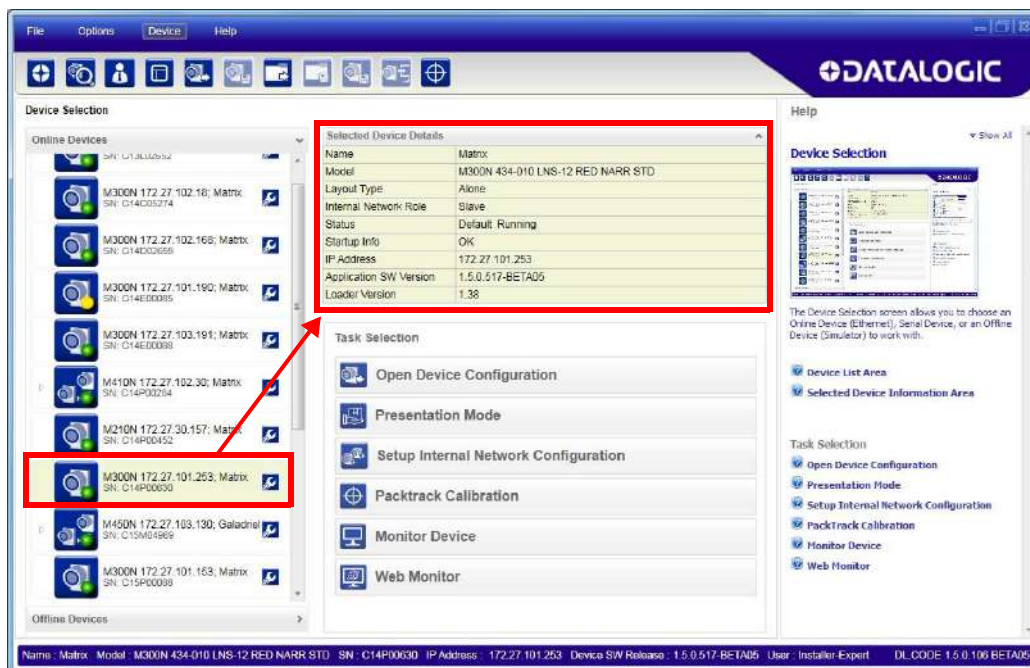 File Options Device Help
DATALOGIC
Device Selection
Online Devices
M300N 172.27.102.18; Matrix
SN: C14C05274
M300N 172.27.102.168; Matrix
SN: C14D02655
M300N 172.27.101.190; Matrix
SN: C14E00085
M300N 172.27.103.191; Matrix
SN: C14E00088
M410N 172.27.102.30; Matrix
SN: C14P00264
M210N 172.27.30.157; Matrix
SN: C14P00452
M300N 172.27.101.253; Matrix
SN: C14P00630
M450N 172.27.103.130; Galadriel
SN: C15M04969
M300N 172.27.101.153; Matrix
SN: C15P00088
Offline Devices
Selected Device Details
Name Matrix
Model M300N 434-010 LNS-12 RED NARR STD
Layout Type Alone
Internal Network Role Slave
Status Default Running
Startup Info OK
IP Address 172.27.101.253
Application SW Version 1.5.0.517-BETA05
Loader Version 1.38
Task Selection
Open Device Configuration
Presentation Mode
Setup Internal Network Configuration
Packtrack Calibration
Monitor Device
Web Monitor
Help
Show All
Device Selection
The Device Selection screen allows you to choose an
Online Device (Ethernet), Serial Device, or an Offline
Device (Simulator) to work with.
Device List Area
Selected Device Information Area
Task Selection
Open Device Configuration
Presentation Mode
Setup Internal Network Configuration
PackTrack Calibration
Monitor Device
Web Monitor
Name : Matrix Model : M300N 434-010 LNS-12 RED NARR STD SN : C14P00630 IP Address : 172.27.101.253 Device SW Release : 1.5.0.517-BETA05 User : Installer-Expert DL.CODE 1.5.0.106 BETA05